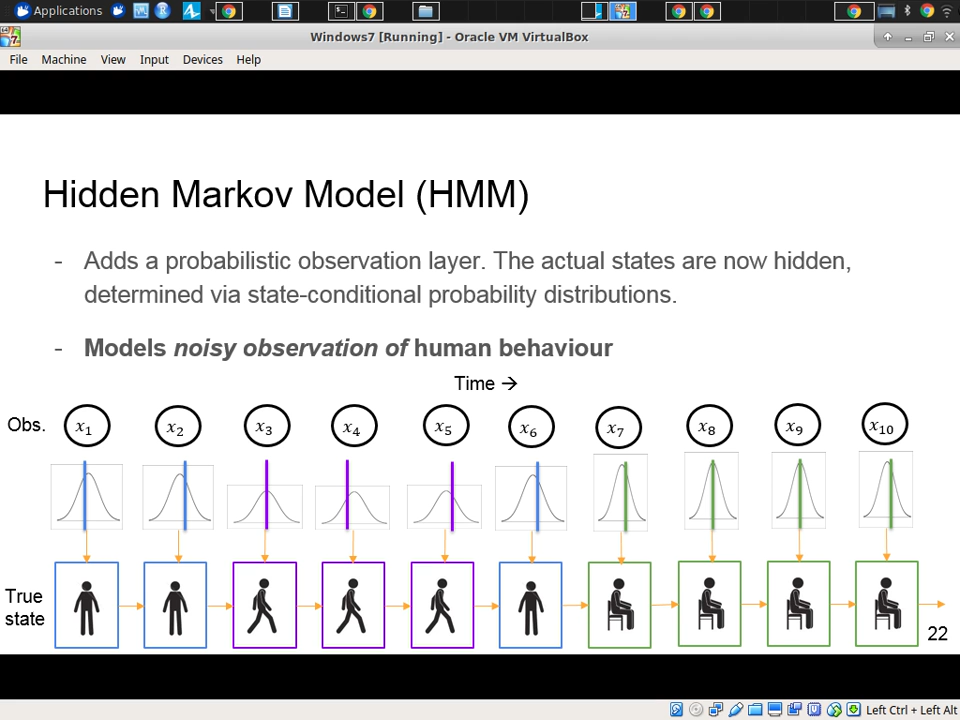 Applications
Windows7 [Running] - Oracle VM VirtualBox
File Machine View Input Devices Help
Hidden Markov Model (HMM)
- Adds a probabilistic observation layer. The actual states are now hidden,
determined via state-conditional probability distributions.
- Models noisy observation of human behaviour
Time →
Obs. x₁ x₂ x₃ x₄ x₅ x₆ x₇ x₈ x₉ x₁₀
True
state
22
Left Ctrl + Left Alt